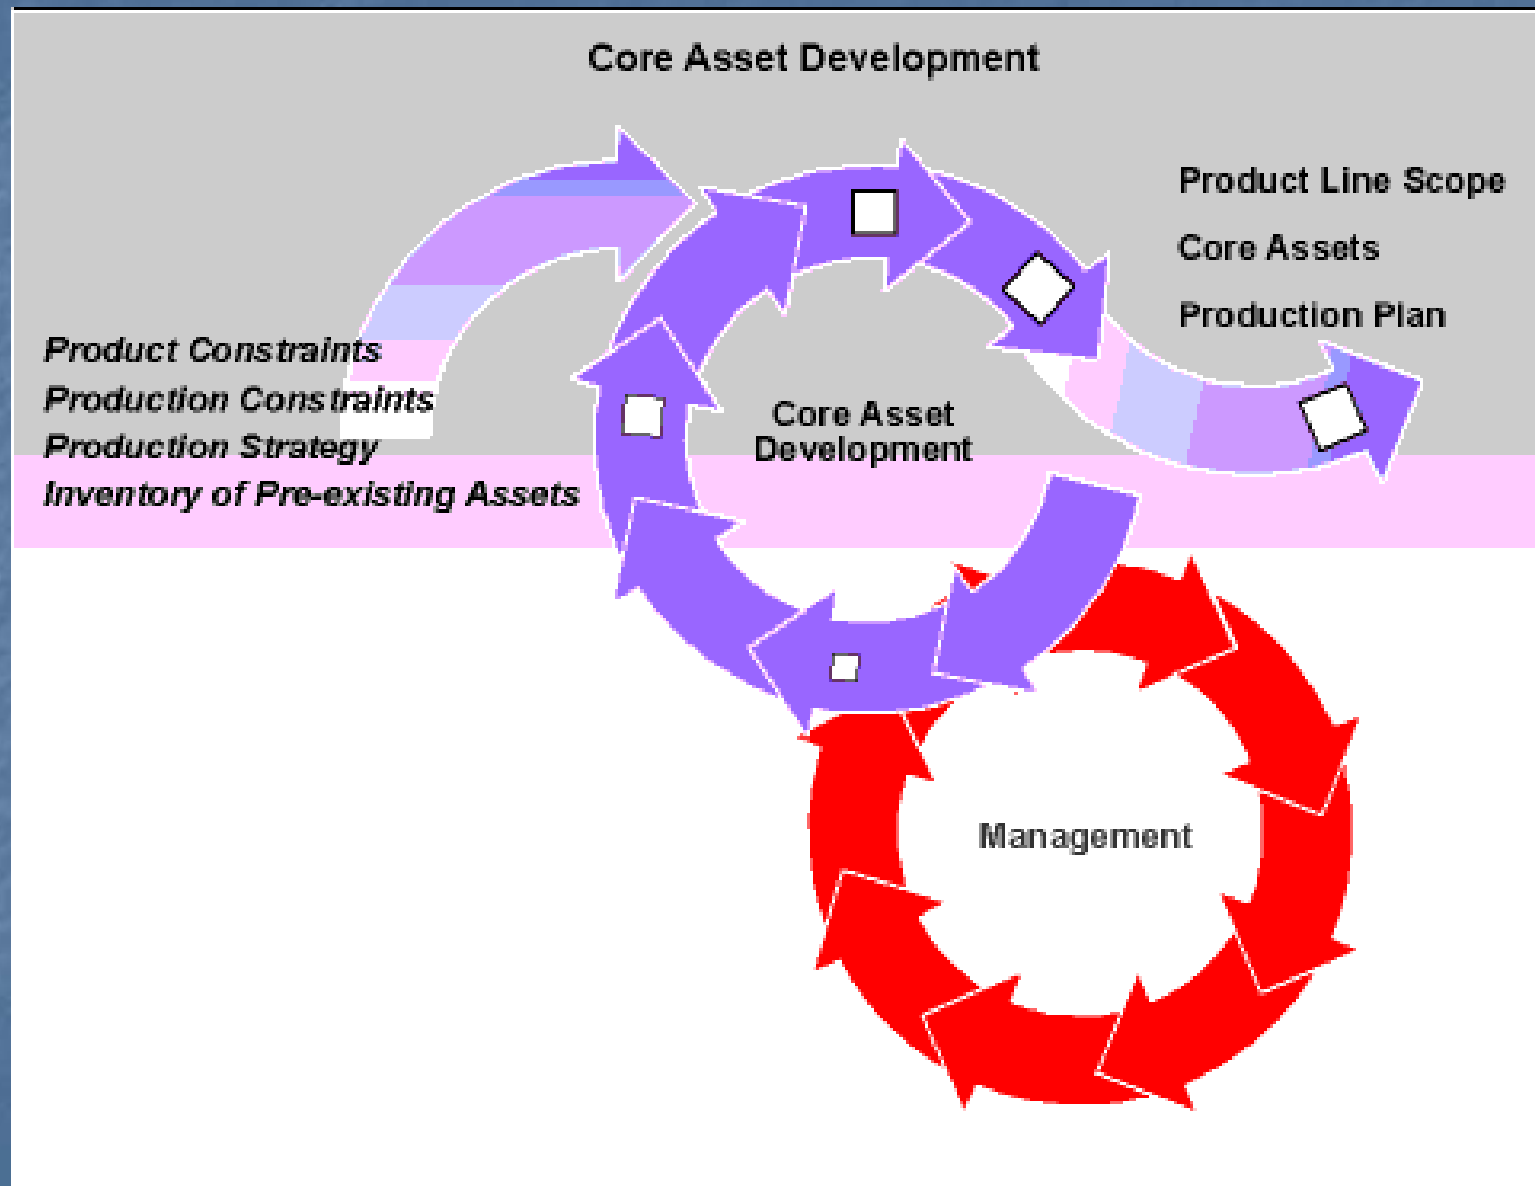 Core Asset Development
Product Line Scope
Core Assets
Production Plan
Product Constraints
Production Constraints
Production Strategy
Inventory of Pre-existing Assets
Core Asset
Development
Management